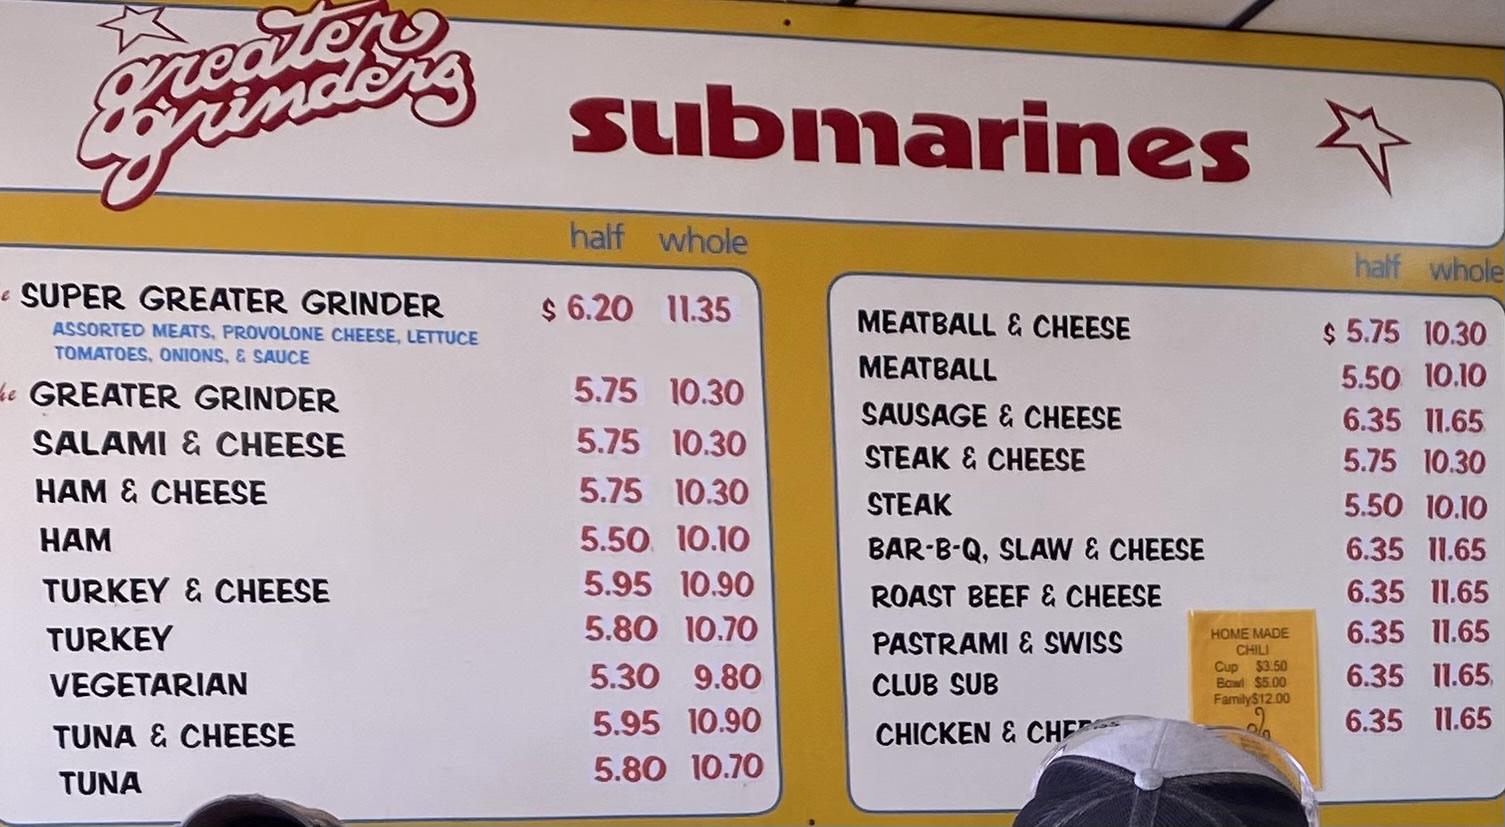 greater
grinders
submarines
half whole
SUPER GREATER GRINDER $ 6.20 11.35
ASSORTED MEATS, PROVOLONE CHEESE, LETTUCE
TOMATOES, ONIONS, & SAUCE
GREATER GRINDER 5.75 10.30
SALAMI & CHEESE 5.75 10.30
HAM & CHEESE 5.75 10.30
HAM 5.50 10.10
TURKEY & CHEESE 5.95 10.90
TURKEY 5.80 10.70
VEGETARIAN 5.30 9.80
TUNA & CHEESE 5.95 10.90
TUNA 5.80 10.70
half whole
MEATBALL & CHEESE $ 5.75 10.30
MEATBALL 5.50 10.10
SAUSAGE & CHEESE 6.35 11.65
STEAK & CHEESE 5.75 10.30
STEAK 5.50 10.10
BAR-B-Q, SLAW & CHEESE 6.35 11.65
ROAST BEEF & CHEESE 6.35 11.65
PASTRAMI & SWISS 6.35 11.65
CLUB SUB 6.35 11.65
CHICKEN & CHEESE 6.35 11.65
HOME MADE
CHILI
Cup $3.50
Bowl $5.00
Family$12.00